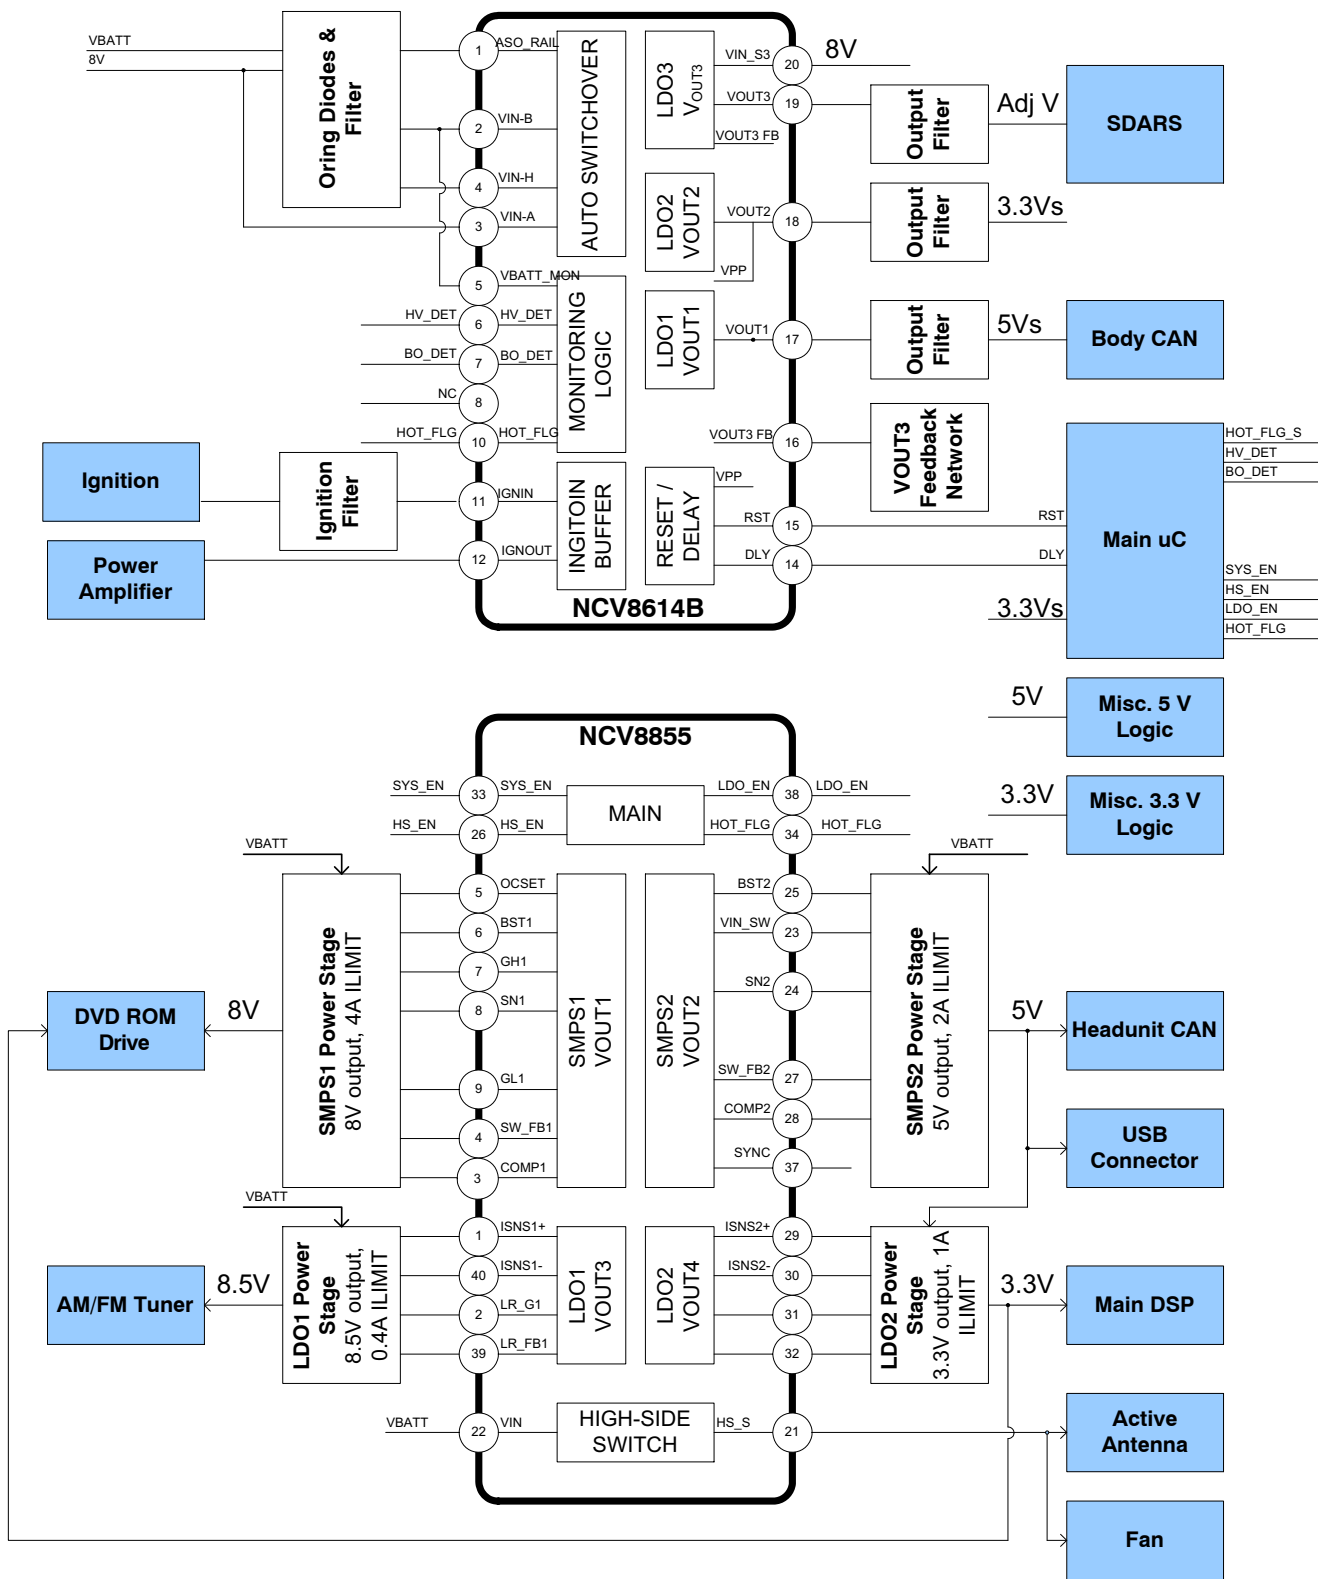 VBATT
8V
Oring Diodes &
Filter
1
ASO_RAIL
2
VIN-B
4
VIN-H
3
VIN-A
AUTO SWITCHOVER
5
VBATT_MON
HV_DET
6
HV_DET
BO_DET
7
BO_DET
NC
8
HOT_FLG
10
HOT_FLG
MONITORING
LOGIC
Ignition
Ignition
Filter
11
IGNIN
Power
Amplifier
12
IGNOUT
INGITOIN
BUFFER
LDO3
VOUT3
VIN_S3
20
8V
VOUT3
19
VOUT3 FB
Output
Filter
Adj V
SDARS
LDO2
VOUT2
VOUT2
18
VPP
Output
Filter
3.3Vs
LDO1
VOUT1
VOUT1
17
Output
Filter
5Vs
Body CAN
VOUT3 FB
16
VOUT3
Feedback
Network
RESET /
DELAY
VPP
RST
15
DLY
14
RST
DLY
3.3Vs
Main uC
HOT_FLG_S
HV_DET
BO_DET
SYS_EN
HS_EN
LDO_EN
HOT_FLG
NCV8614B
5V
Misc. 5 V
Logic
3.3V
Misc. 3.3 V
Logic
NCV8855
SYS_EN
33
SYS_EN
HS_EN
26
HS_EN
MAIN
LDO_EN
38
LDO_EN
HOT_FLG
34
HOT_FLG
VBATT
SMPS1 Power Stage
8V output, 4A ILIMIT
5
OCSET
6
BST1
7
GH1
8
SN1
9
GL1
4
SW_FB1
3
COMP1
SMPS1
VOUT1
DVD ROM
Drive
8V
SMPS2
VOUT2
BST2
25
VIN_SW
23
SN2
24
SW_FB2
27
COMP2
28
SYNC
37
VBATT
SMPS2 Power Stage
5V output, 2A ILIMIT
5V
Headunit CAN
USB
Connector
VBATT
LDO1 Power
Stage
8.5V output,
0.4A ILIMIT
8.5V
AM/FM Tuner
1
ISNS1+
40
ISNS1-
2
LR_G1
39
LR_FB1
LDO1
VOUT3
LDO2
VOUT4
ISNS2+
29
ISNS2-
30
31
32
LDO2 Power
Stage
3.3V output, 1A
ILIMIT
3.3V
Main DSP
VBATT
22
VIN
HIGH-SIDE
SWITCH
HS_S
21
Active
Antenna
Fan